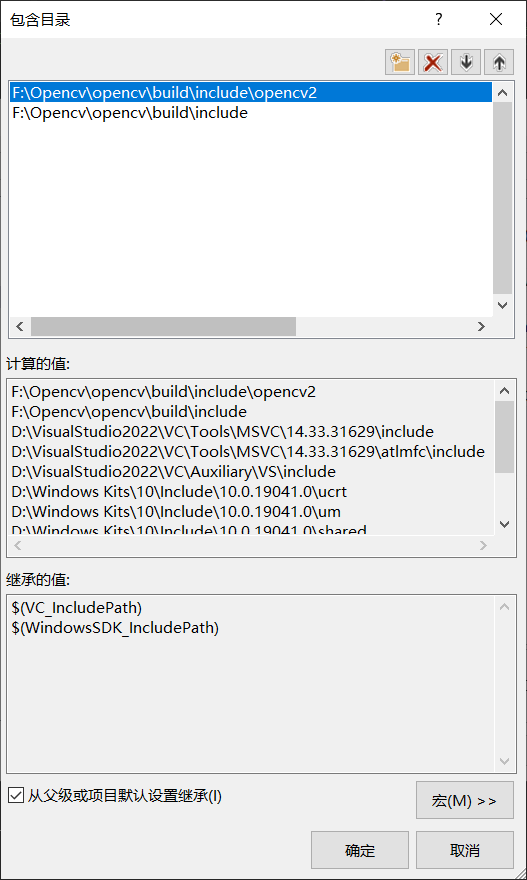 包含目录
?
F:\Opencv\opencv\build\include\opencv2
F:\Opencv\opencv\build\include
计算的值:
F:\Opencv\opencv\build\include\opencv2
F:\Opencv\opencv\build\include
D:\VisualStudio2022\VC\Tools\MSVC\14.33.31629\include
D:\VisualStudio2022\VC\Tools\MSVC\14.33.31629\atlmfc\include
D:\VisualStudio2022\VC\Auxiliary\VS\include
D:\Windows Kits\10\Include\10.0.19041.0\ucrt
D:\Windows Kits\10\Include\10.0.19041.0\um
D:\Windows Kits\10\Include\10.0.19041.0\shared
继承的值:
$(VC_IncludePath)
$(WindowsSDK_IncludePath)
从父级或项目默认设置继承(I)
宏(M) >>
确定
取消